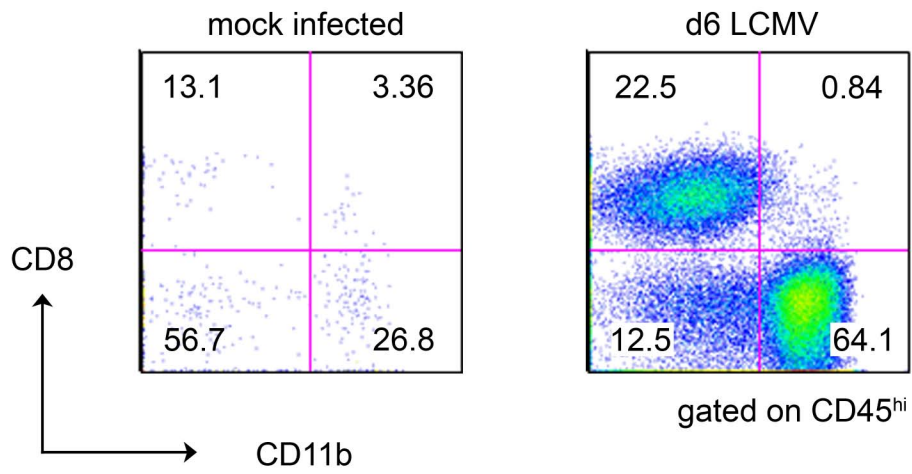 mock infected
d6 LCMV
13.1
3.36
22.5
0.84
CD8
56.7
26.8
12.5
64.1
gated on CD45hi
CD11b